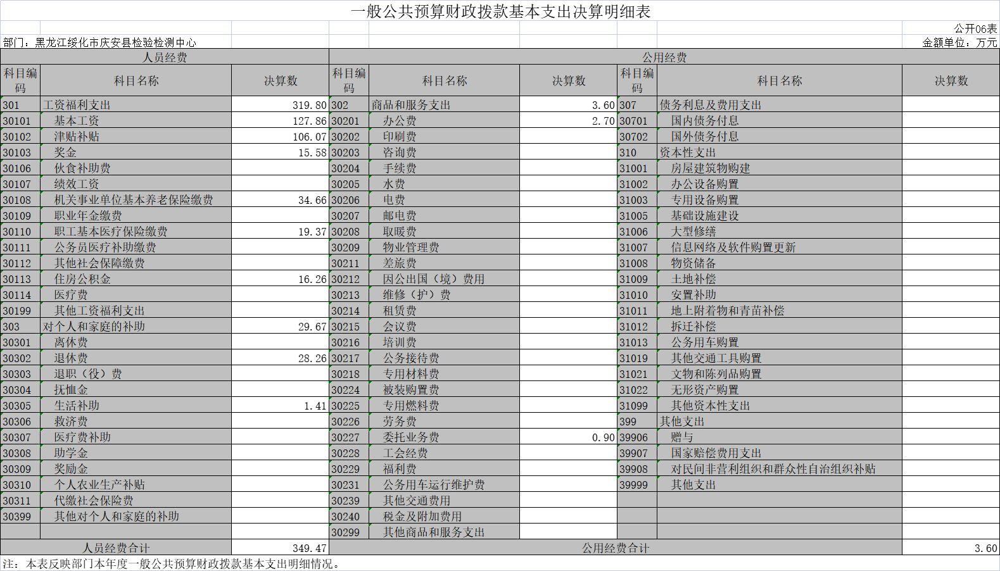 一般公共预算财政拨款基本支出决算明细表
公开06表
部门：黑龙江绥化市庆安县检验检测中心 金额单位：万元
人员经费 公用经费
科目编码 科目名称 决算数 科目编码 科目名称 决算数 科目编码 科目名称 决算数
301 工资福利支出 319.80 302 商品和服务支出 3.60 307 债务利息及费用支出
30101 基本工资 127.86 30201 办公费 2.70 30701 国内债务付息
30102 津贴补贴 106.07 30202 印刷费 30702 国外债务付息
30103 奖金 15.58 30203 咨询费 310 资本性支出
30106 伙食补助费 30204 手续费 31001 房屋建筑物购建
30107 绩效工资 30205 水费 31002 办公设备购置
30108 机关事业单位基本养老保险缴费 34.66 30206 电费 31003 专用设备购置
30109 职业年金缴费 30207 邮电费 31005 基础设施建设
30110 职工基本医疗保险缴费 19.37 30208 取暖费 31006 大型修缮
30111 公务员医疗补助缴费 30209 物业管理费 31007 信息网络及软件购置更新
30112 其他社会保障缴费 30211 差旅费 31008 物资储备
30113 住房公积金 16.26 30212 因公出国（境）费用 31009 土地补偿
30114 医疗费 30213 维修（护）费 31010 安置补助
30199 其他工资福利支出 30214 租赁费 31011 地上附着物和青苗补偿
303 对个人和家庭的补助 29.67 30215 会议费 31012 拆迁补偿
30301 离休费 30216 培训费 31013 公务用车购置
30302 退休费 28.26 30217 公务接待费 31019 其他交通工具购置
30303 退职（役）费 30218 专用材料费 31021 文物和陈列品购置
30304 抚恤金 30224 被装购置费 31022 无形资产购置
30305 生活补助 1.41 30225 专用燃料费 31099 其他资本性支出
30306 救济费 30226 劳务费 399 其他支出
30307 医疗费补助 30227 委托业务费 0.90 39906 赠与
30308 助学金 30228 工会经费 39907 国家赔偿费用支出
30309 奖励金 30229 福利费 39908 对民间非营利组织和群众性自治组织补贴
30310 个人农业生产补贴 30231 公务用车运行维护费 39999 其他支出
30311 代缴社会保险费 30239 其他交通费用
30399 其他对个人和家庭的补助 30240 税金及附加费用
30299 其他商品和服务支出
人员经费合计 349.47 公用经费合计 3.60
注：本表反映部门本年度一般公共预算财政拨款基本支出明细情况。